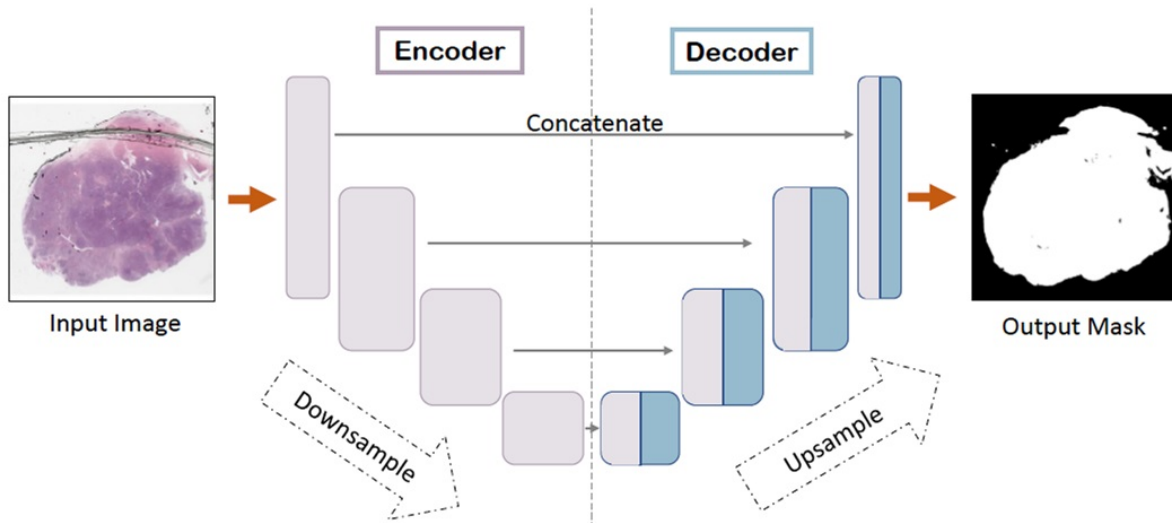 Encoder
Decoder
Concatenate
Input Image
Output Mask
Downsample
Upsample